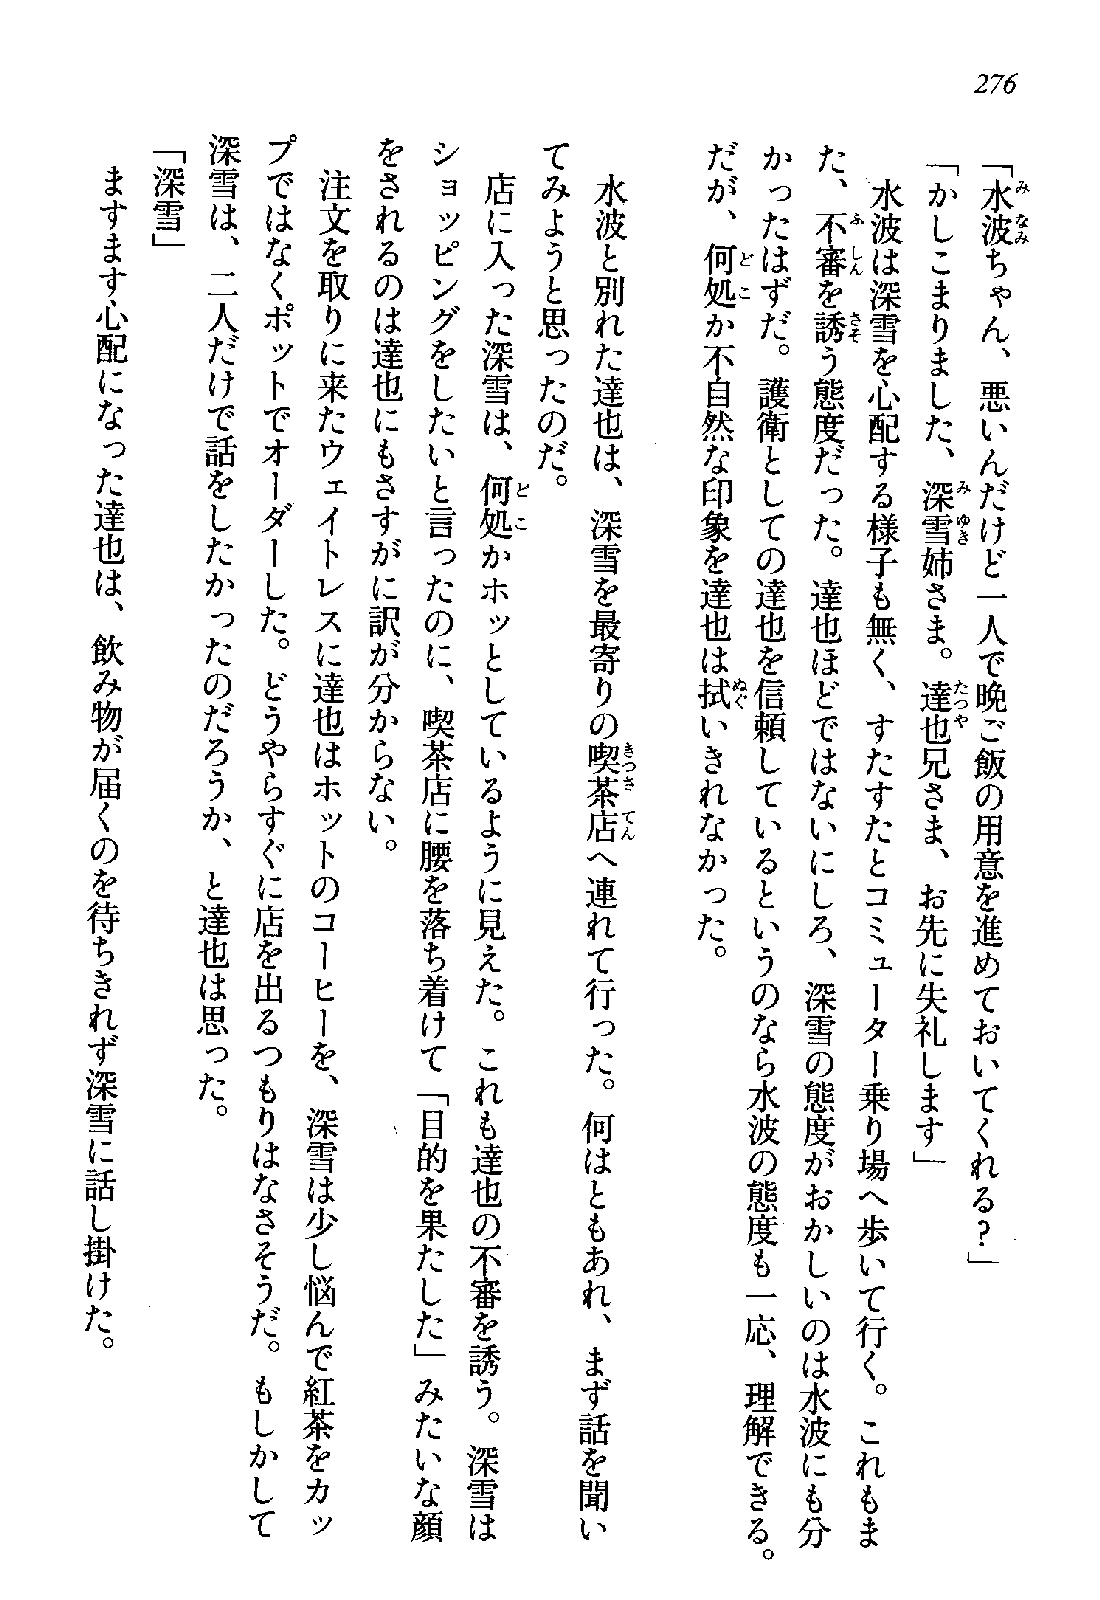 276
「水波ちゃん、悪いんだけど一人で晩ご飯の用意を進めておいてくれる?」
「かしこまりました、深雪姉さま。達也兄さま、お先に失礼します」
水波は深雪を心配する様子も無く、すたすたとコミューター乗り場へ歩いて行く。これもま
た、不審を誘う態度だった。達也ほどではないにしろ、深雪の態度がおかしいのは水波にも分
かったはずだ。護衛としての達也を信頼しているというのなら水波の態度も一応、理解できる。
だが、何処か不自然な印象を達也は拭いきれなかった。
水波と別れた達也は、深雪を最寄りの喫茶店へ連れて行った。何はともあれ、まず話を聞い
てみようと思ったのだ。
店に入った深雪は、何処かホッとしているように見えた。これも達也の不審を誘う。深雪は
ショッピングをしたいと言ったのに、喫茶店に腰を落ち着けて「目的を果たした」みたいな顔
をされるのは達也にもさすがに訳が分からない。
注文を取りに来たウェイトレスに達也はホットのコーヒーを、深雪は少し悩んで紅茶をカッ
プではなくポットでオーダーした。どうやらすぐに店を出るつもりはなさそうだ。もしかして
深雪は、二人だけで話をしたかったのだろうか、と達也は思った。
「深雪」
ますます心配になった達也は、飲み物が届くのを待ちきれず深雪に話し掛けた。